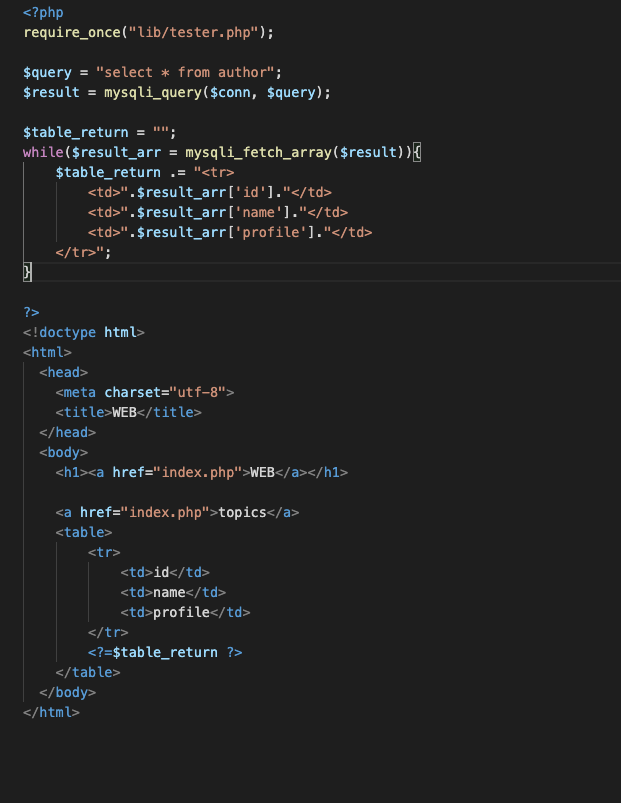 <?php
require_once("lib/tester.php");
$query = "select * from author";
$result = mysqli_query($conn, $query);
$table_return = "";
while($result_arr = mysqli_fetch_array($result)){
$table_return .= "<tr>
<td>".$result_arr['id']."</td>
<td>".$result_arr['name']."</td>
<td>".$result_arr['profile']."</td>
</tr>";
}
?>
<!doctype html>
<html>
<head>
<meta charset="utf-8">
<title>WEB</title>
</head>
<body>
<h1><a href="index.php">WEB</a></h1>
<a href="index.php">topics</a>
<table>
<tr>
<td>id</td>
<td>name</td>
<td>profile</td>
</tr>
<?=$table_return ?>
</table>
</body>
</html>